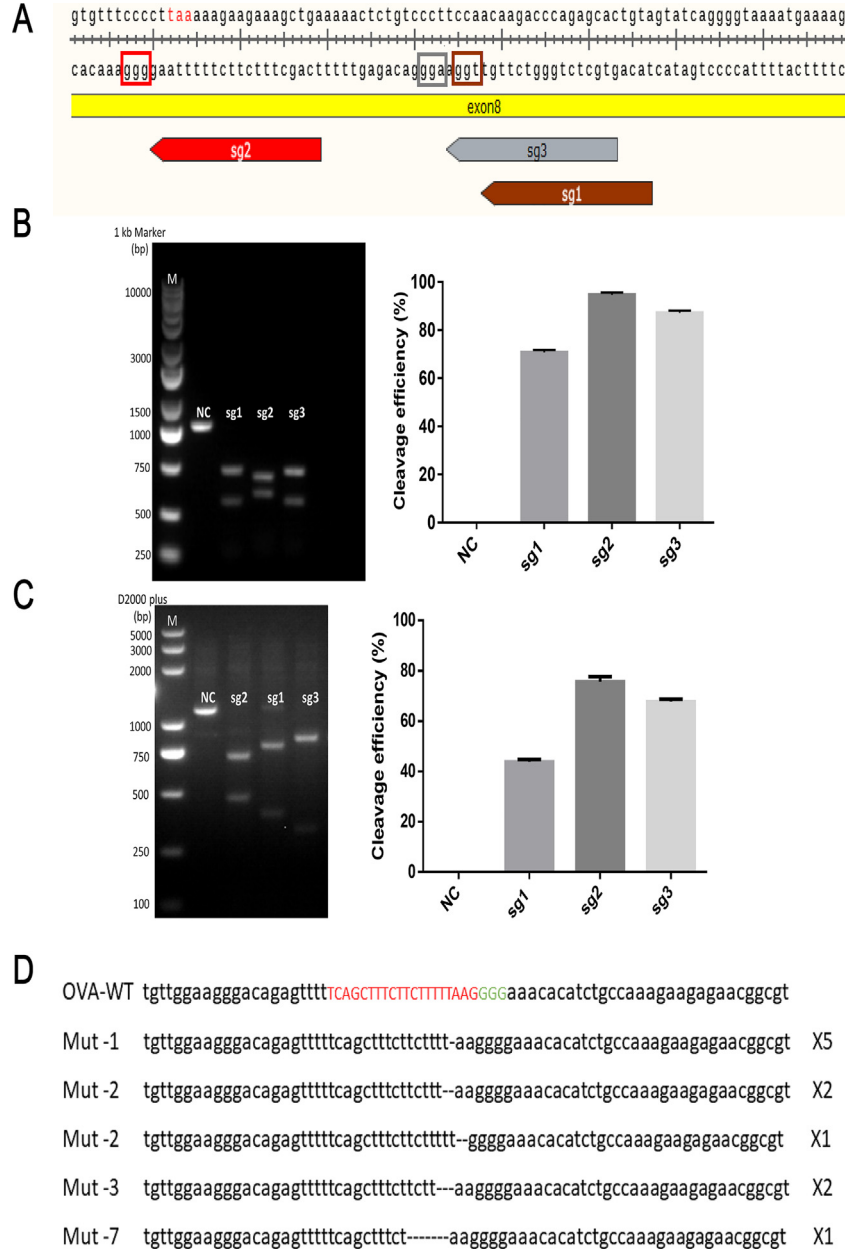 A
gtgtttcccctt taaaaagaagaaagctgaaaaactctgtcccttccaacaagacccagagcactgtagtatcaggggtaaaatgaaaag
cacaaagggggaatttttcttctttcgacttttttgagacagggaaggttgttctgggtctcgtgacatcatagtccccattttacttttc
exon8
sg2
sg3
sg1
B
1 kb Marker
(bp)
M
10000
3000
1500
1000
750
500
250
NC
sg1
sg2
sg3
Cleavage efficiency (%)
100
80
60
40
20
0
NC
sg1
sg2
sg3
C
D2000 plus
(bp)
M
5000
3000
2000
1000
750
500
250
100
NC
sg2
sg1
sg3
Cleavage efficiency (%)
100
80
60
40
20
0
NC
sg1
sg2
sg3
D
OVA-WT tgttggaagggacagagttttTCAGCTTTCTTCTTTTTAAGGGGaaacacatctgccaaagaagagaacggcgt
Mut -1 tgttggaagggacagagtttttcagctttcttctttt-aaggggaaacacatctgccaaagaagagaacggcgt X5
Mut -2 tgttggaagggacagagtttttcagctttcttcttt--aaggggaaacacatctgccaaagaagagaacggcgt X2
Mut -2 tgttggaagggacagagtttttcagctttcttcttttt--ggggaaacacatctgccaaagaagagaacggcgt X1
Mut -3 tgttggaagggacagagtttttcagctttcttctt---aaggggaaacacatctgccaaagaagagaacggcgt X2
Mut -7 tgttggaagggacagagtttttcagctttct-------aaggggaaacacatctgccaaagaagagaacggcgt X1